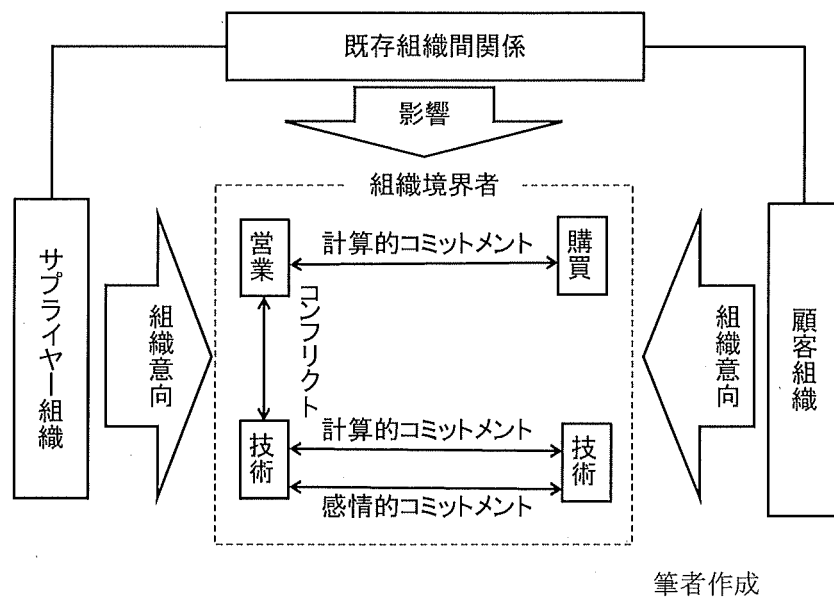 既存組織間関係
影響
組織境界者
サプライヤー組織
組織意向
営業
計算的コミットメント
購買
コンフリクト
技術
計算的コミットメント
感情的コミットメント
技術
組織意向
顧客組織
筆者作成